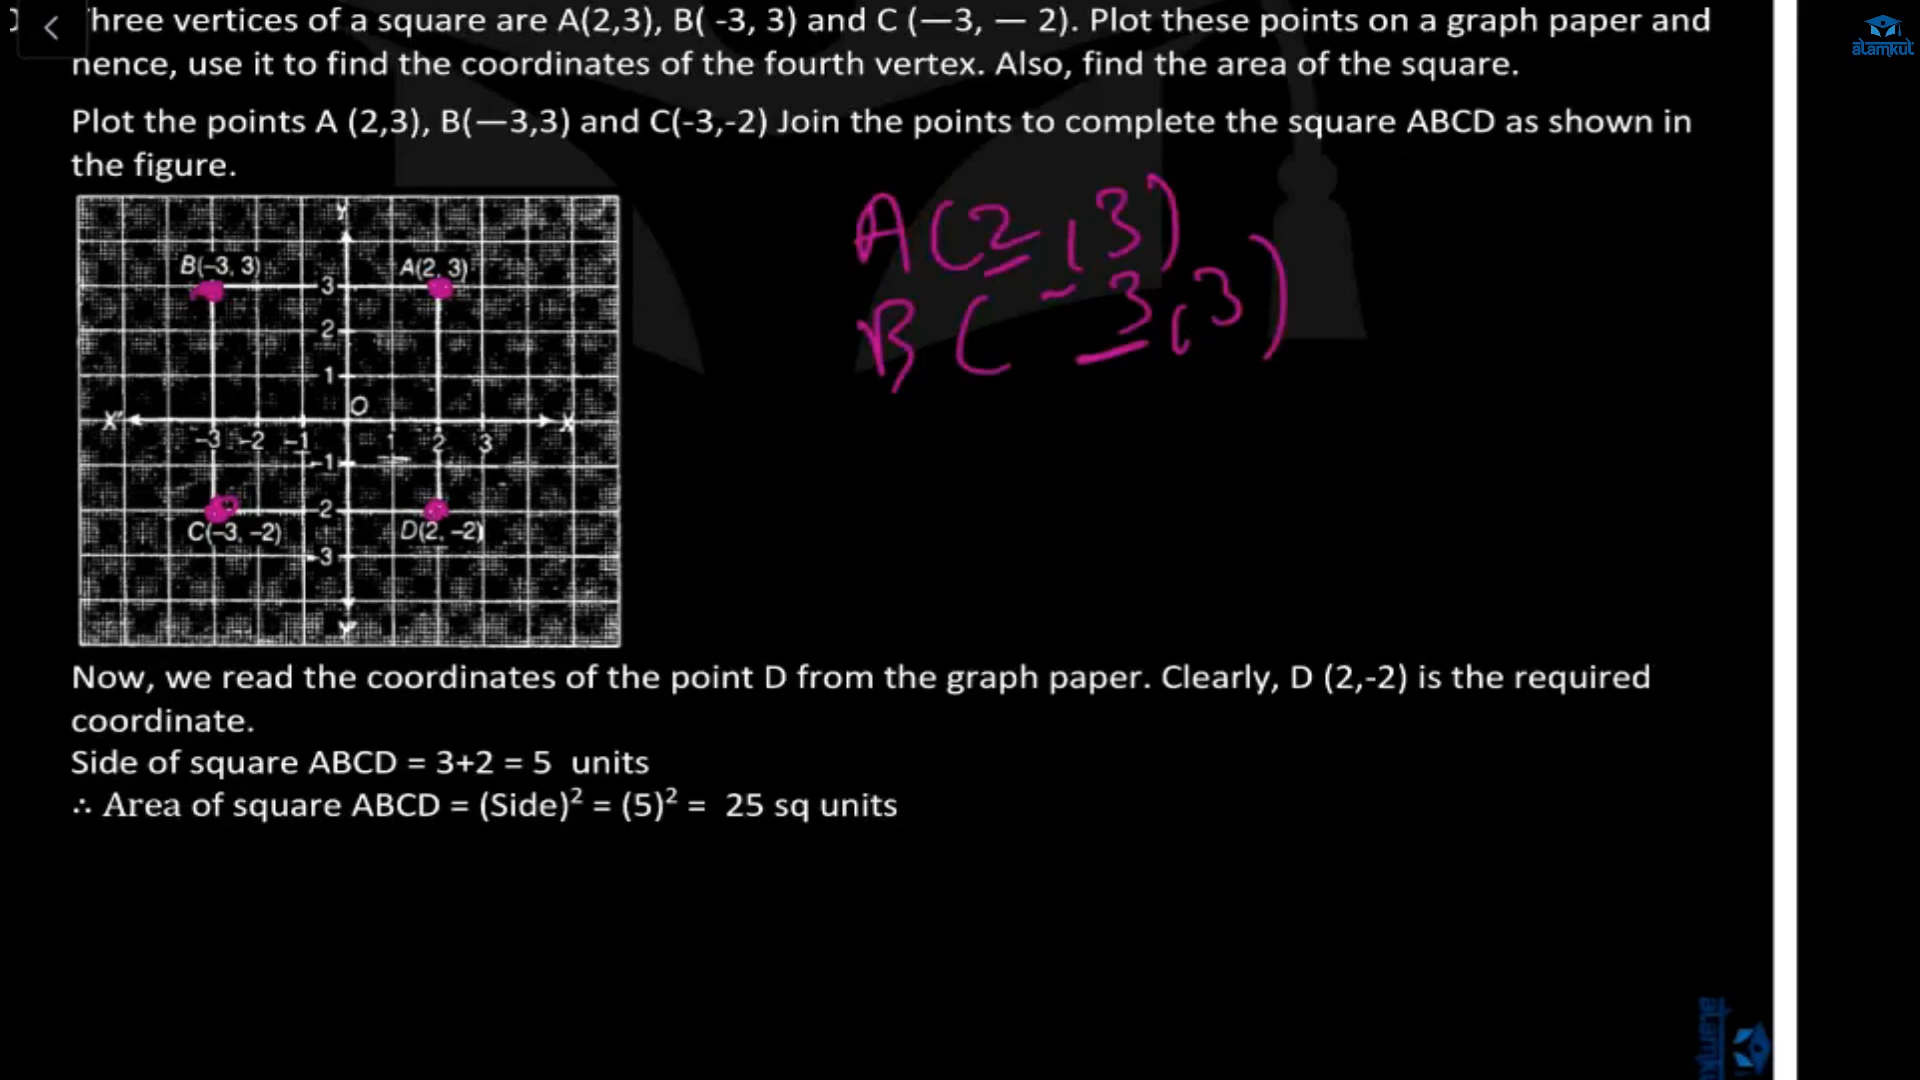 hree vertices of a square are A(2,3), B( -3, 3) and C (—3, — 2). Plot these points on a graph paper and
hence, use it to find the coordinates of the fourth vertex. Also, find the area of the square.
Plot the points A (2,3), B(—3,3) and C(-3,-2) Join the points to complete the square ABCD as shown in
the figure.
A(2,3)
B(-3,3)
Y
B(–3, 3) A(2, 3)
3
2
1
O
X' X
–3 –2 –1 1 2 3
–1
C(–3, –2) –2 D(2, –2)
–3
Y'
Now, we read the coordinates of the point D from the graph paper. Clearly, D (2,-2) is the required
coordinate.
Side of square ABCD = 3+2 = 5 units
∴ Area of square ABCD = (Side)² = (5)² = 25 sq units
alamkut